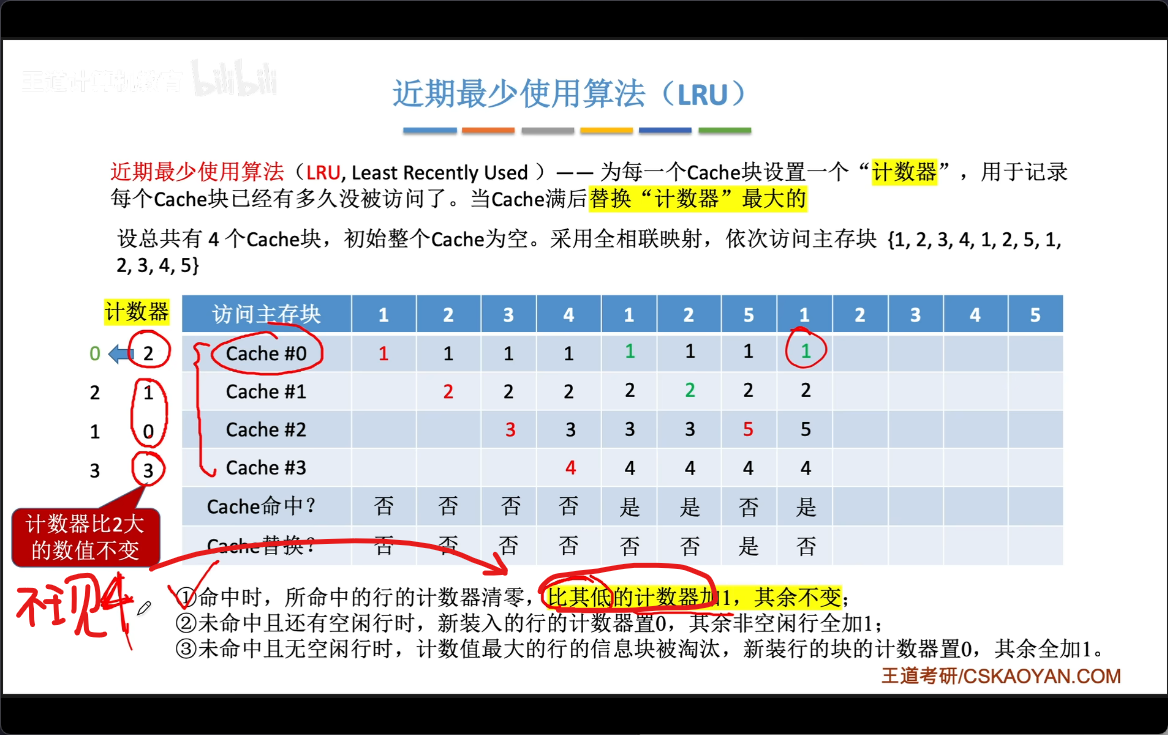 bilibili
近期最少使用算法（LRU）
近期最少使用算法（LRU, Least Recently Used ）—— 为每一个Cache块设置一个“计数器”，用于记录
每个Cache块已经有多久没被访问了。当Cache满后替换“计数器”最大的
设总共有 4 个Cache块，初始整个Cache为空。采用全相联映射，依次访问主存块 {1, 2, 3, 4, 1, 2, 5, 1,
2, 3, 4, 5}
计数器 访问主存块 1 2 3 4 1 2 5 1 2 3 4 5
0 2 Cache #0 1 1 1 1 1 1 1 1
2 1 Cache #1 2 2 2 2 2 2 2
1 0 Cache #2 3 3 3 3 5 5
3 3 Cache #3 4 4 4 4 4
Cache命中？ 否 否 否 否 是 是 否 是
Cache替换？ 否 否 否 否 否 否 是 否
计数器比2大
的数值不变
①命中时，所命中的行的计数器清零，比其低的计数器加1，其余不变；
②未命中且还有空闲行时，新装入的行的计数器置0，其余非空闲行全加1；
③未命中且无空闲行时，计数值最大的行的信息块被淘汰，新装行的块的计数器置0，其余全加1。
王道考研/CSKAOYAN.COM